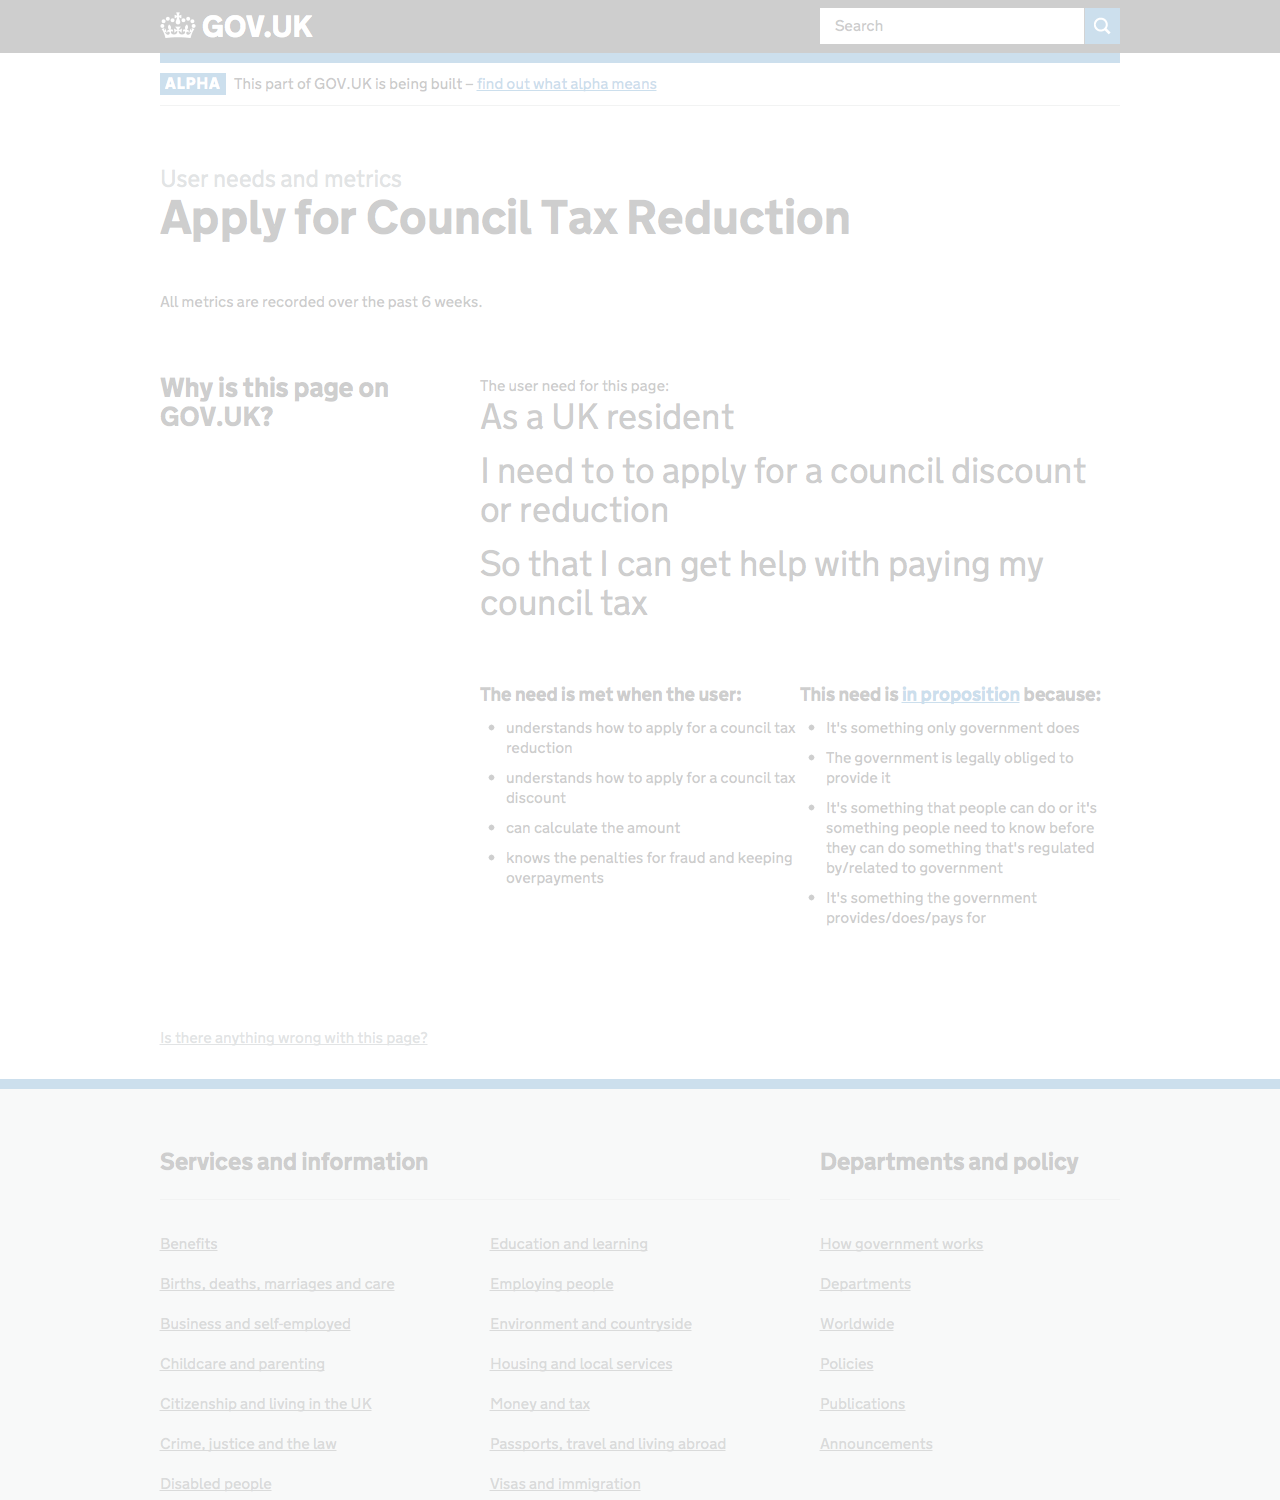 GOV.UK
Search
ALPHA This part of GOV.UK is being built – find out what alpha means
User needs and metrics
Apply for Council Tax Reduction
All metrics are recorded over the past 6 weeks.
Why is this page on
GOV.UK?
The user need for this page:
As a UK resident
I need to to apply for a council discount
or reduction
So that I can get help with paying my
council tax
The need is met when the user:
understands how to apply for a council tax
reduction
understands how to apply for a council tax
discount
can calculate the amount
knows the penalties for fraud and keeping
overpayments
This need is in proposition because:
It's something only government does
The government is legally obliged to
provide it
It's something that people can do or it's
something people need to know before
they can do something that's regulated
by/related to government
It's something the government
provides/does/pays for
Is there anything wrong with this page?
Services and information
Benefits
Births, deaths, marriages and care
Business and self-employed
Childcare and parenting
Citizenship and living in the UK
Crime, justice and the law
Disabled people
Education and learning
Employing people
Environment and countryside
Housing and local services
Money and tax
Passports, travel and living abroad
Visas and immigration
Departments and policy
How government works
Departments
Worldwide
Policies
Publications
Announcements